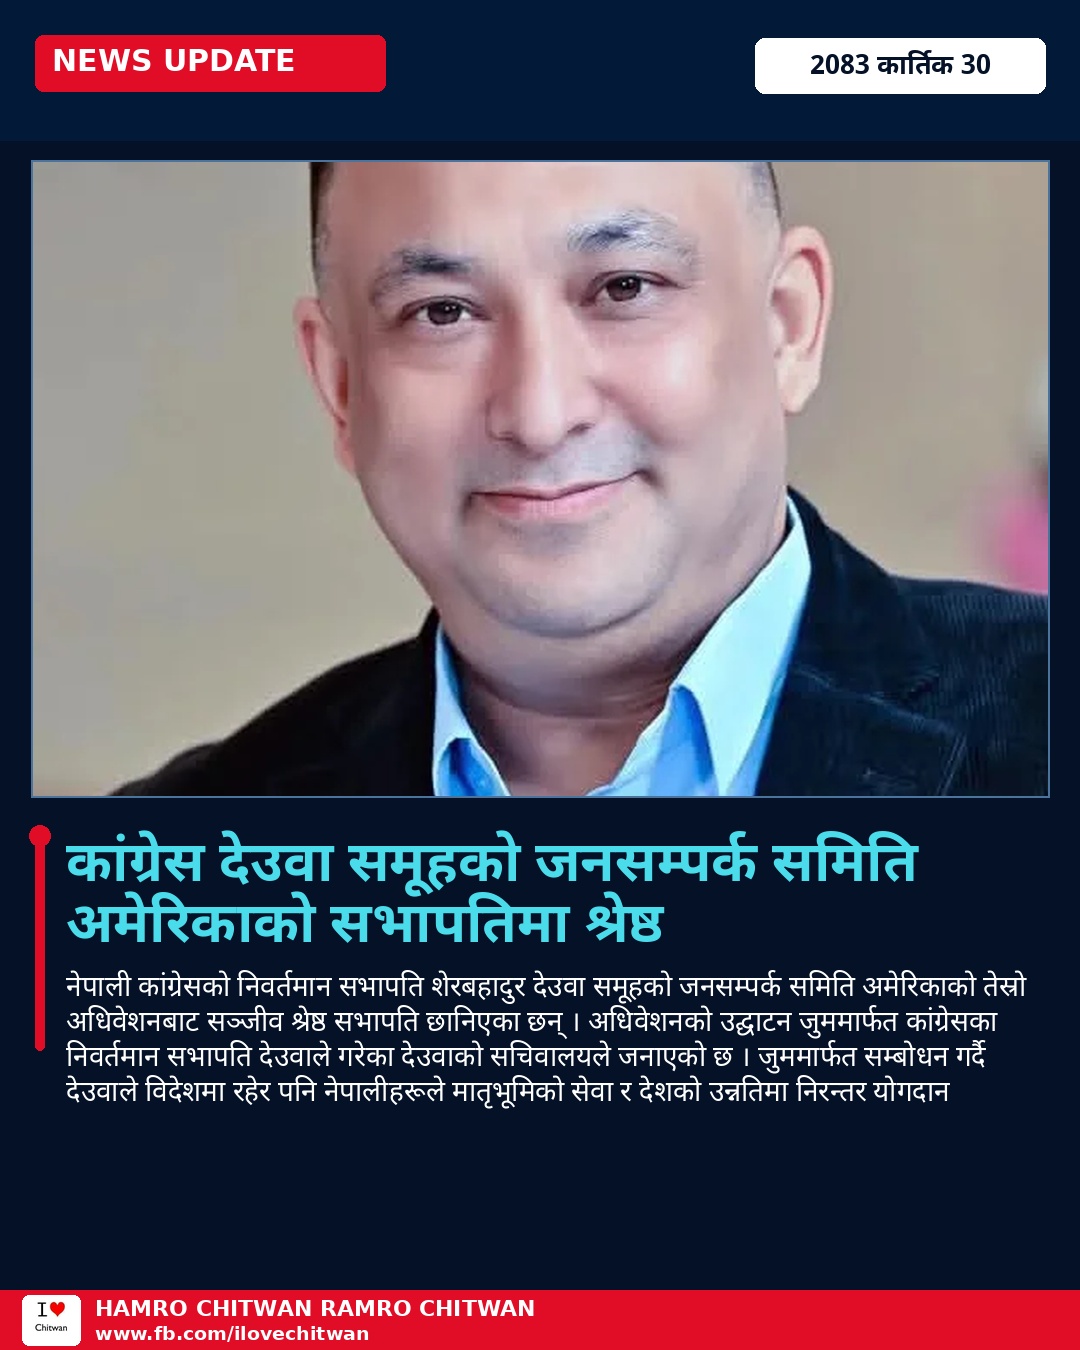 NEWS UPDATE
2083 कार्तिक 30
कांग्रेस देउवा समूहको जनसम्पर्क समिति
अमेरिकाको सभापतिमा श्रेष्ठ
नेपाली कांग्रेसको निवर्तमान सभापति शेरबहादुर देउवा समूहको जनसम्पर्क समिति अमेरिकाको तेस्रो
अधिवेशनबाट सञ्जीव श्रेष्ठ सभापति छानिएका छन् । अधिवेशनको उद्घाटन जुममार्फत कांग्रेसका
निवर्तमान सभापति देउवाले गरेका देउवाको सचिवालयले जनाएको छ । जुममार्फत सम्बोधन गर्दै
देउवाले विदेशमा रहेर पनि नेपालीहरूले मातृभूमिको सेवा र देशको उन्नतिमा निरन्तर योगदान
I♥
Chitwan
HAMRO CHITWAN RAMRO CHITWAN
www.fb.com/ilovechitwan